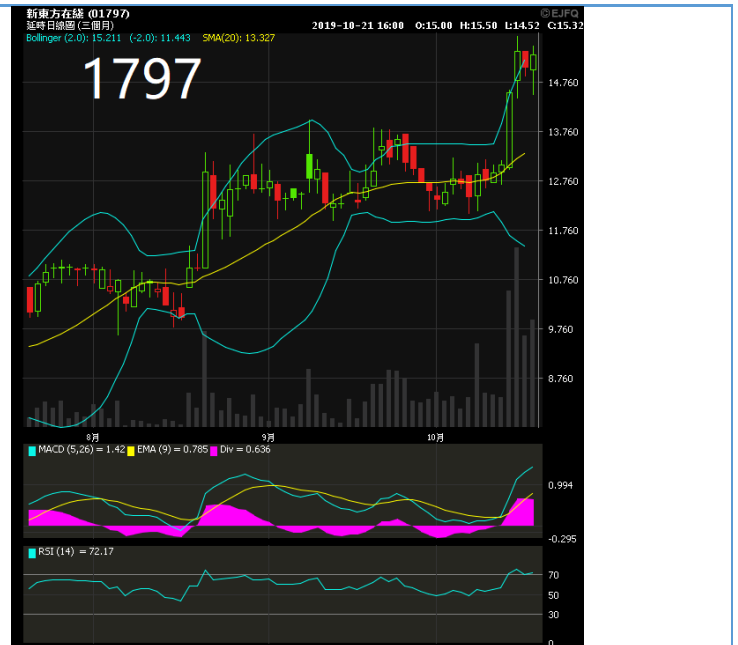 新東方在綫 (01797)
©EJFQ
延時日線圖 (三個月)
2019-10-21 16:00 O:15.00 H:15.50 L:14.52 C:15.32
Bollinger (2.0): 15.211 (-2.0): 11.443 SMA(20): 13.327
1797
14.760
13.760
12.760
11.760
10.760
9.760
8.760
8月 9月 10月
MACD (5,26) = 1.42 EMA (9) = 0.785 Div = 0.636
0.994
-0.295
RSI (14) = 72.17
70
50
30
0